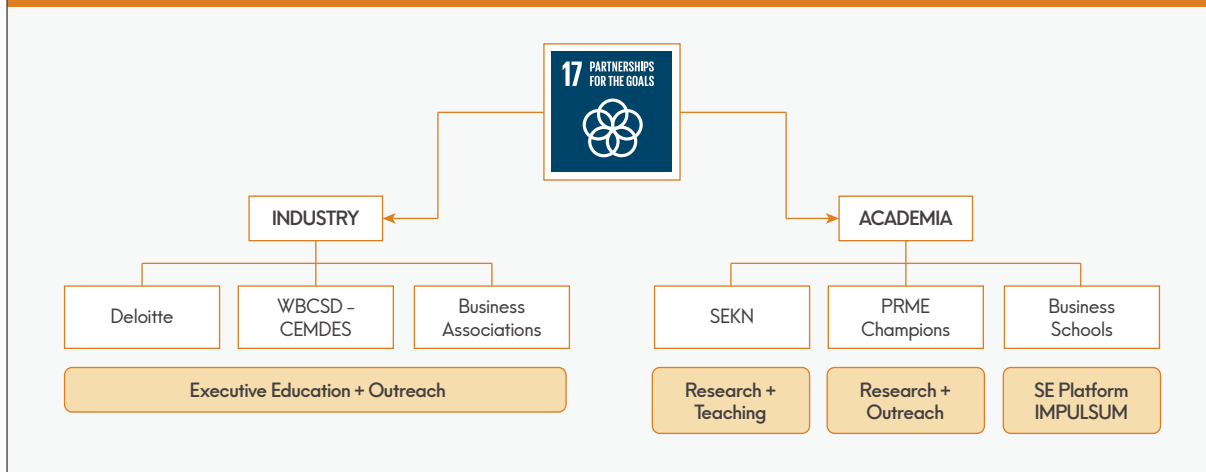 17 PARTNERSHIPS
FOR THE GOALS
INDUSTRY
ACADEMIA
Deloitte
WBCSD -
CEMDES
Business
Associations
SEKN
PRME
Champions
Business
Schools
Executive Education + Outreach
Research +
Teaching
Research +
Outreach
SE Platform
IMPULSUM